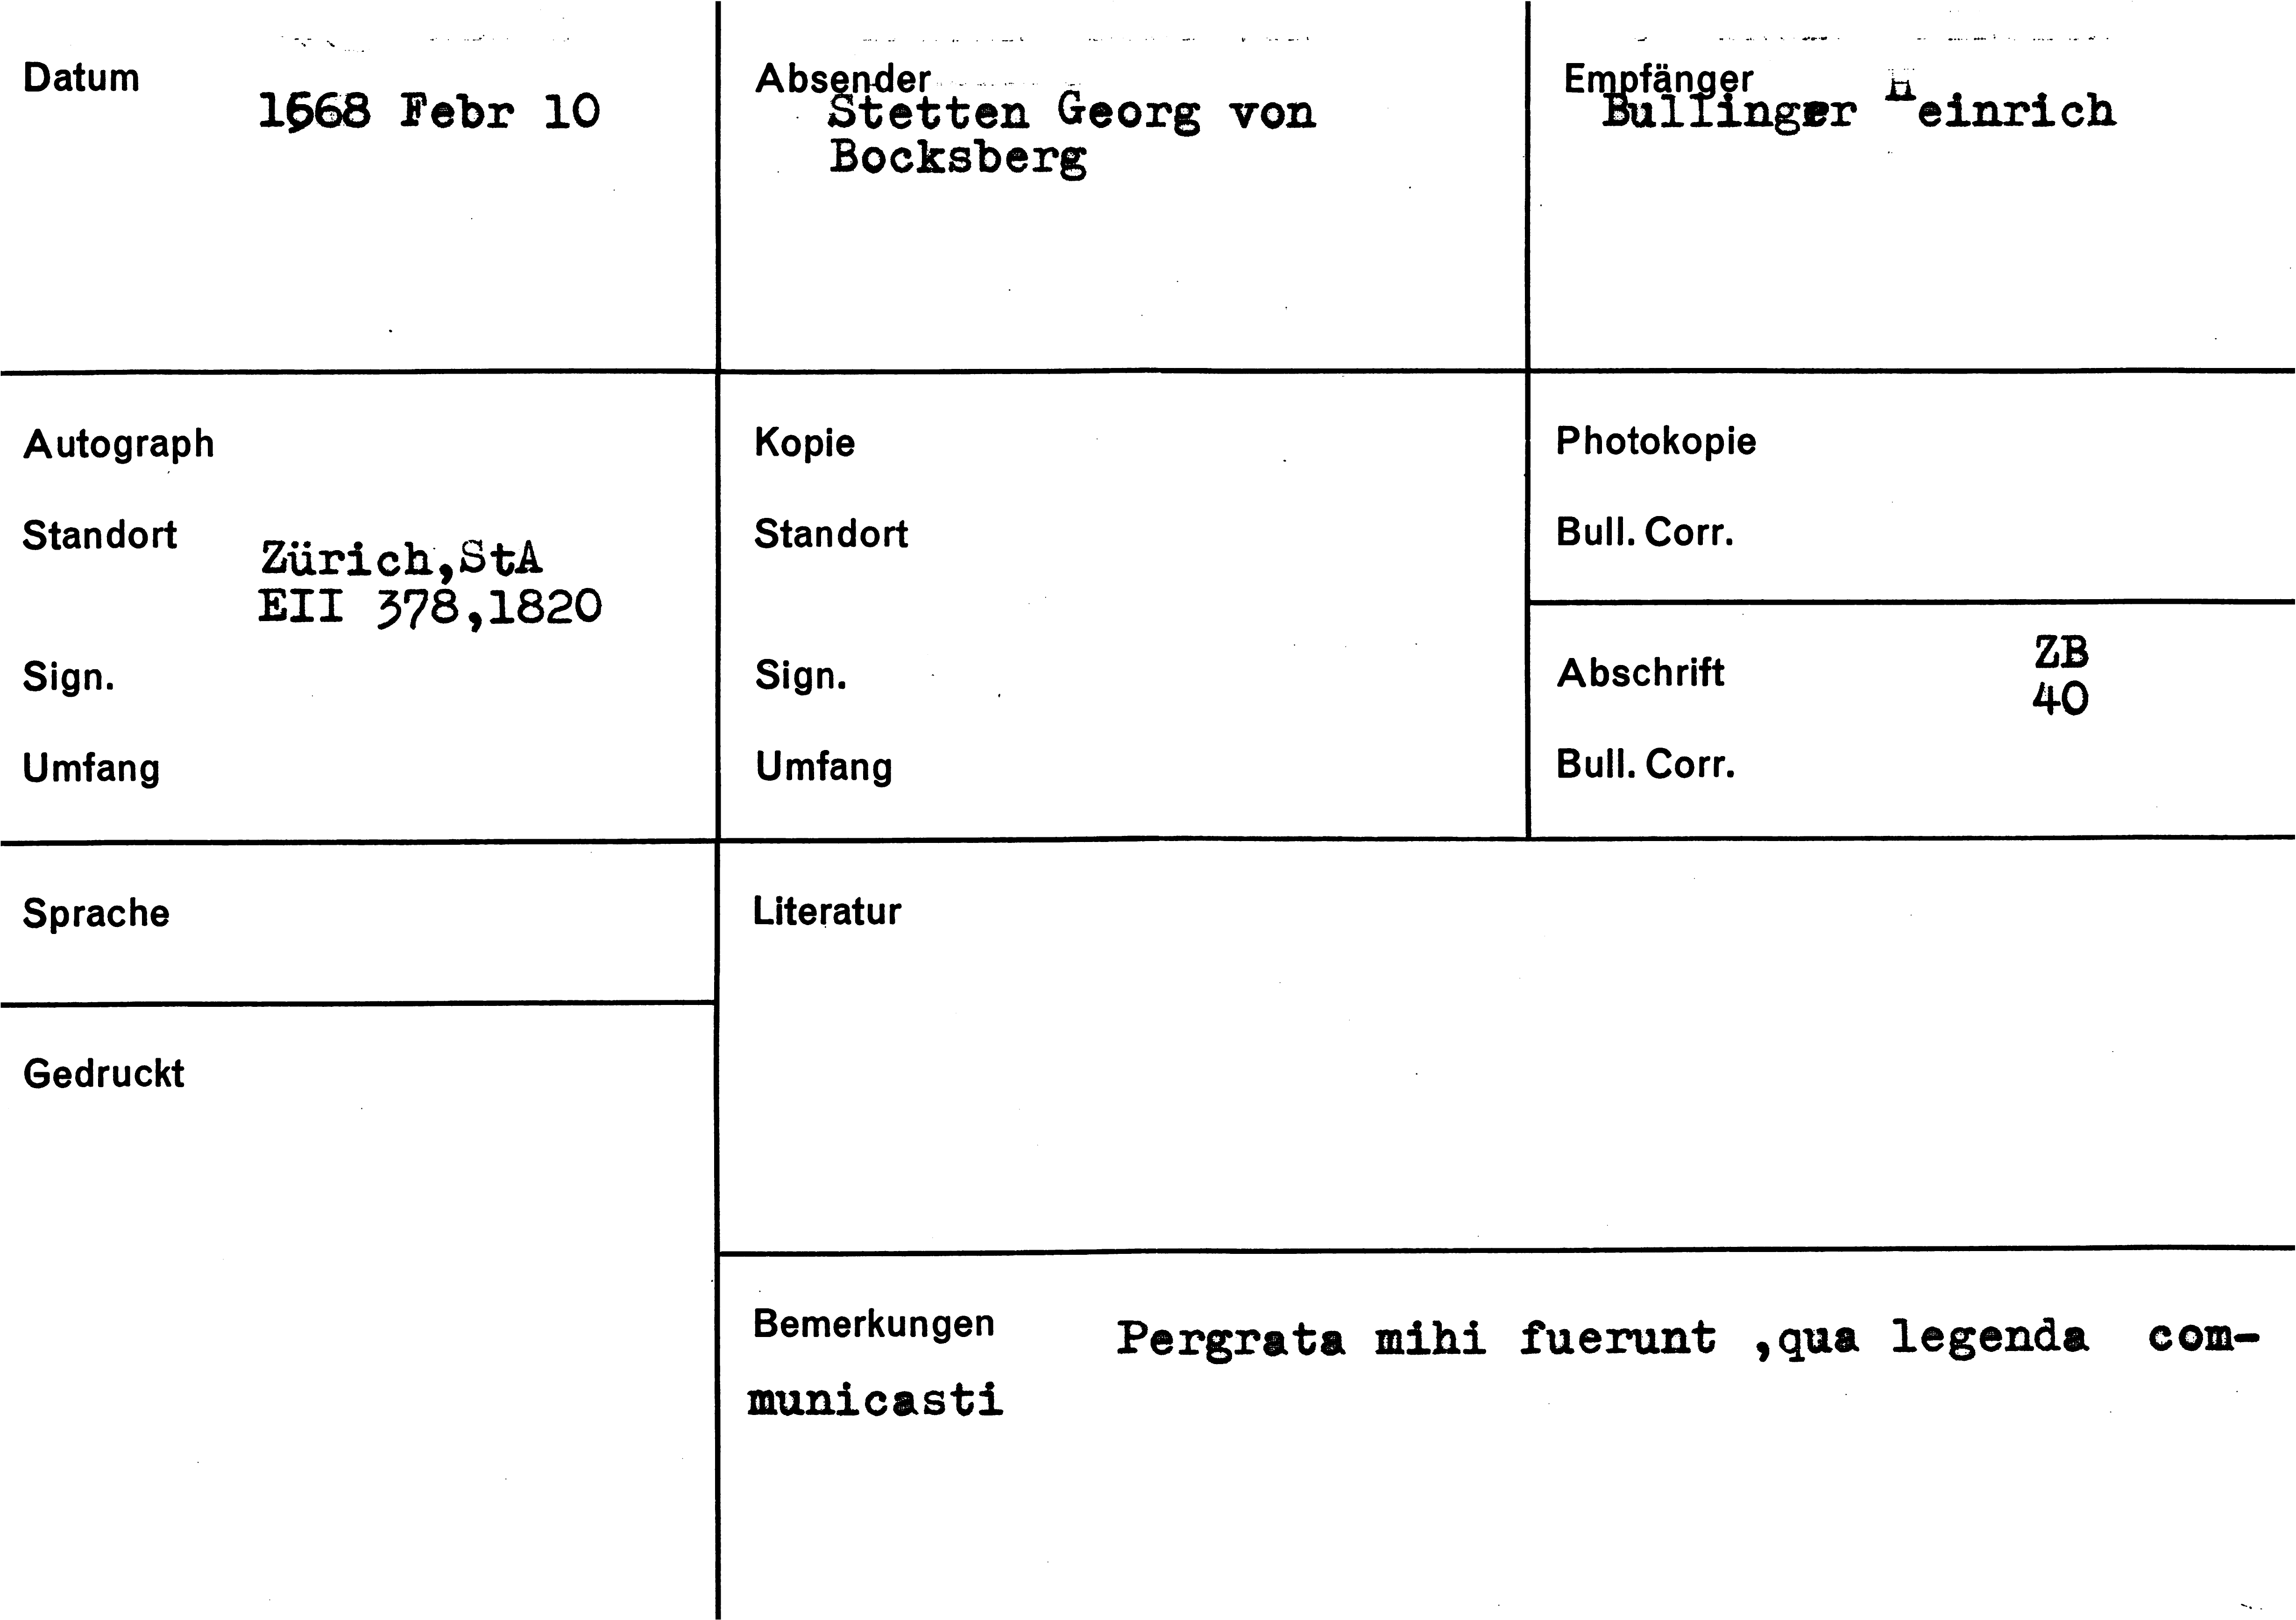 Datum
1568 Febr 10
Absender
Stetten Georg von
Bocksberg
Empfänger
Bullinger Heinrich
Autograph
Standort
Zürich,StA
EII 378,1820
Sign.
Umfang
Kopie
Standort
Sign.
Umfang
Photokopie
Bull. Corr.
Abschrift
ZB
40
Bull. Corr.
Sprache
Literatur
Gedruckt
Bemerkungen Pergrata mihi fuerunt ,qua legenda com-
municasti